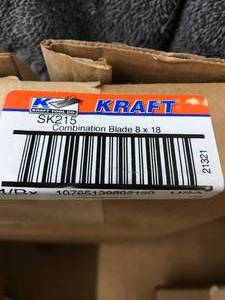 K
KRAFT TOOL CO.
KRAFT
SK215
Combination Blade 8 x 18
21321